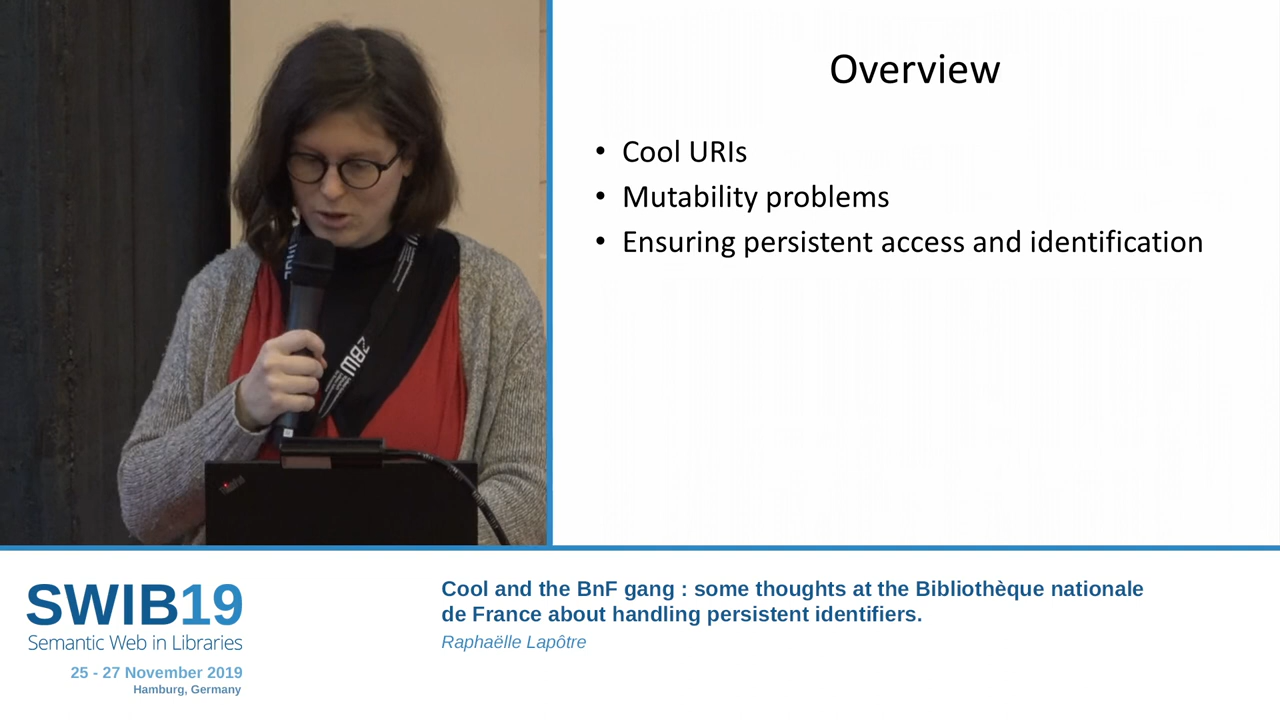 Overview
• Cool URIs
• Mutability problems
• Ensuring persistent access and identification
ZBW
SWIB19
Semantic Web in Libraries
25 - 27 November 2019
Hamburg, Germany
Cool and the BnF gang : some thoughts at the Bibliothèque nationale
de France about handling persistent identifiers.
Raphaëlle Lapôtre